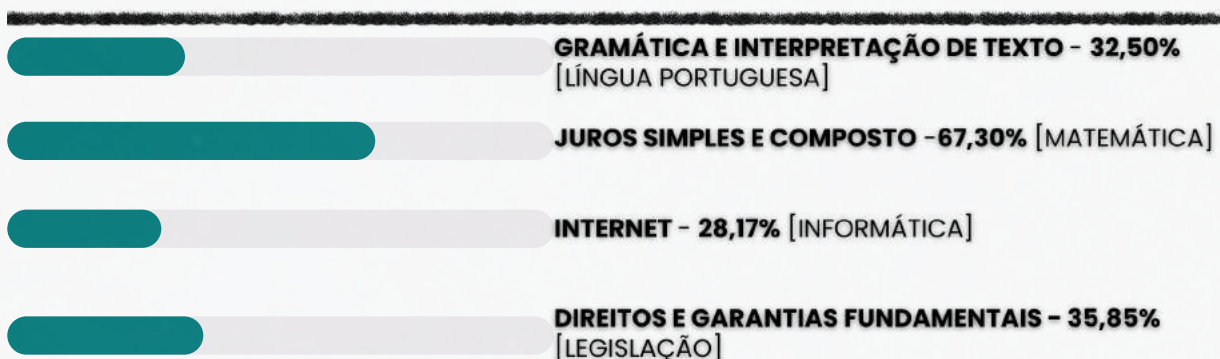 GRAMÁTICA E INTERPRETAÇÃO DE TEXTO - 32,50%
[LÍNGUA PORTUGUESA]
JUROS SIMPLES E COMPOSTO -67,30% [MATEMÁTICA]
INTERNET - 28,17% [INFORMÁTICA]
DIREITOS E GARANTIAS FUNDAMENTAIS - 35,85%
[LEGISLAÇÃO]